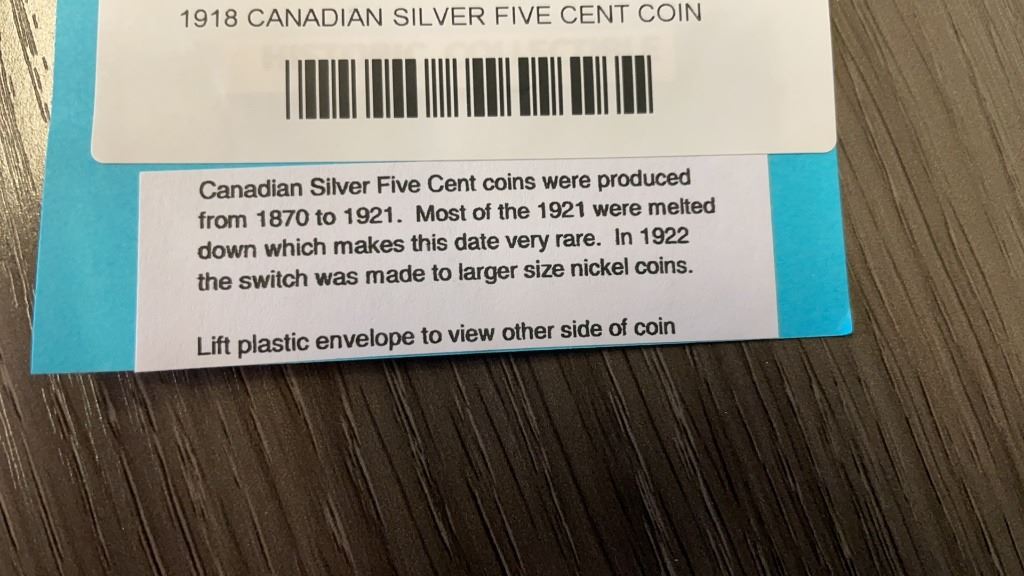 1918 CANADIAN SILVER FIVE CENT COIN
HISTORIC COLLECTIBLE
Canadian Silver Five Cent coins were produced
from 1870 to 1921. Most of the 1921 were melted
down which makes this date very rare. In 1922
the switch was made to larger size nickel coins.
Lift plastic envelope to view other side of coin